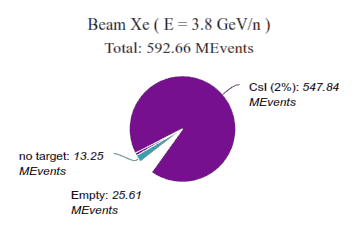 Beam Xe ( E = 3.8 GeV/n )
Total: 592.66 MEvents
CsI (2%): 547.84
MEvents
no target: 13.25
MEvents
Empty: 25.61
MEvents